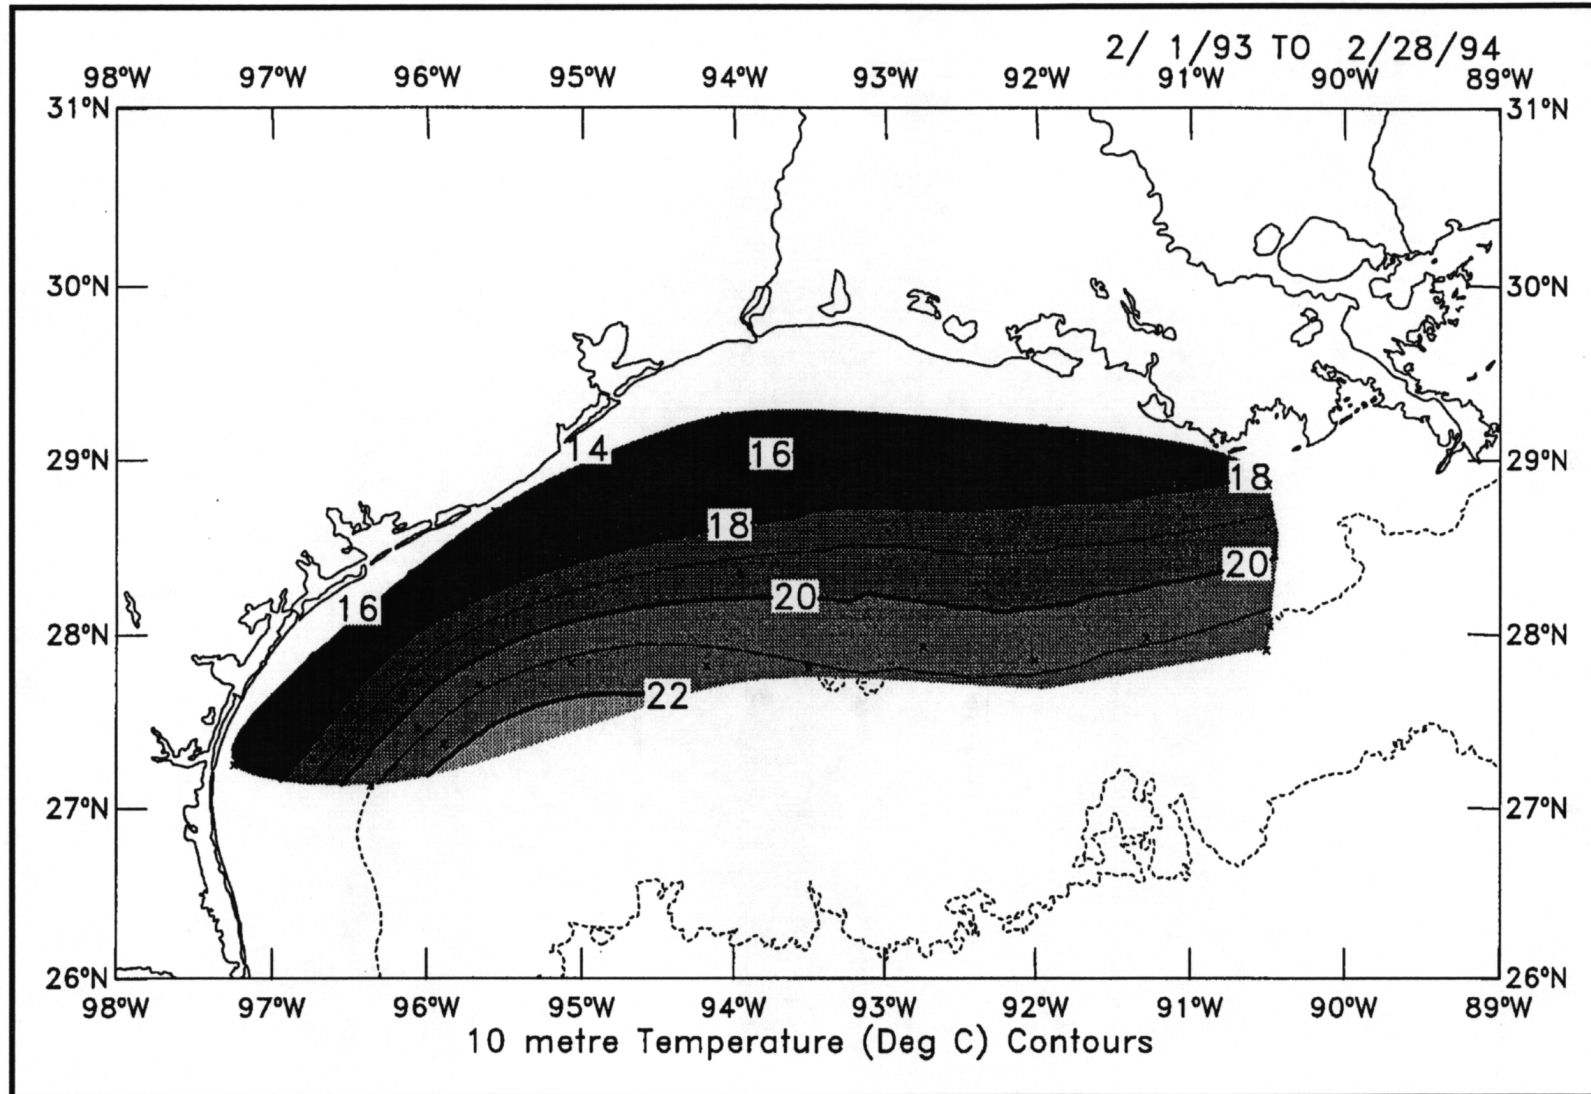 2/ 1/93 TO 2/28/94
98°W 97°W 96°W 95°W 94°W 93°W 92°W 91°W 90°W 89°W
31°N 31°N
30°N 30°N
29°N 14 16 18 29°N
18
20 20
16
28°N 28°N
22
27°N 27°N
26°N 26°N
98°W 97°W 96°W 95°W 94°W 93°W 92°W 91°W 90°W 89°W
10 metre Temperature (Deg C) Contours